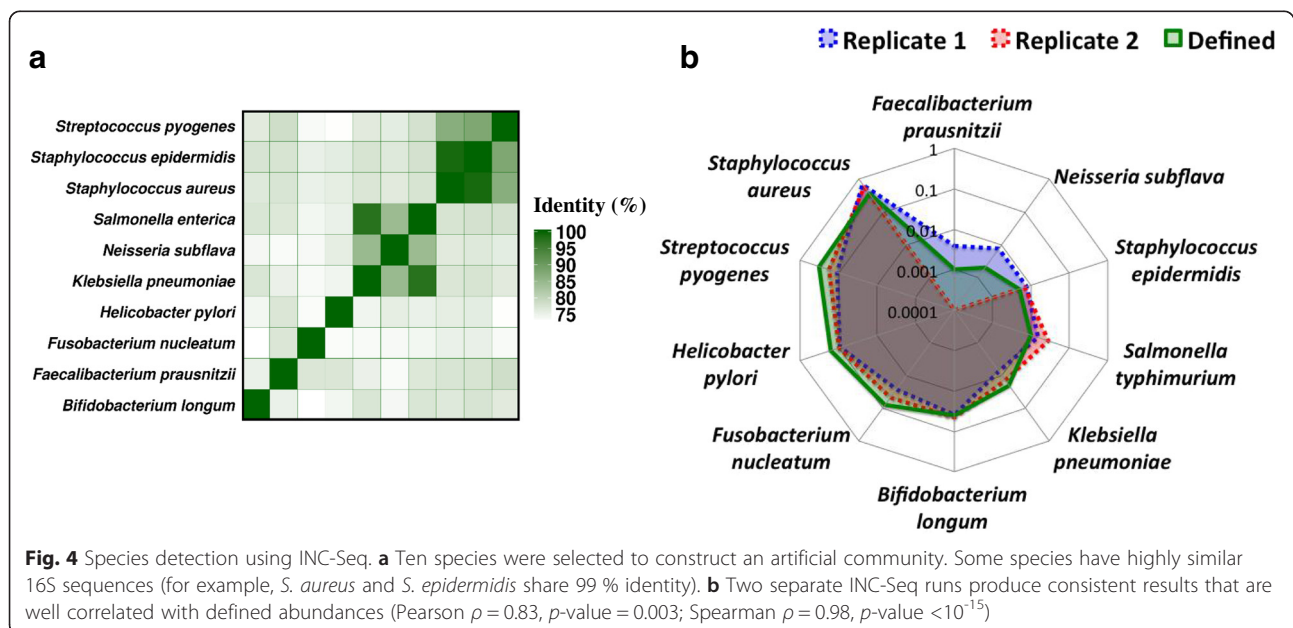 a
Streptococcus pyogenes
Staphylococcus epidermidis
Staphylococcus aureus
Salmonella enterica
Neisseria subflava
Klebsiella pneumoniae
Helicobacter pylori
Fusobacterium nucleatum
Faecalibacterium prausnitzii
Bifidobacterium longum
Identity (%)
100
95
90
85
80
75
b
Replicate 1 Replicate 2 Defined
Faecalibacterium
prausnitzii
Neisseria subflava
Staphylococcus
epidermidis
Salmonella
typhimurium
Klebsiella
pneumoniae
Bifidobacterium
longum
Fusobacterium
nucleatum
Helicobacter
pylori
Streptococcus
pyogenes
Staphylococcus
aureus
1
0.1
0.01
0.001
0.0001
Fig. 4 Species detection using INC-Seq. a Ten species were selected to construct an artificial community. Some species have highly similar
16S sequences (for example, S. aureus and S. epidermidis share 99 % identity). b Two separate INC-Seq runs produce consistent results that are
well correlated with defined abundances (Pearson ρ = 0.83, p-value = 0.003; Spearman ρ = 0.98, p-value <10⁻¹⁵)